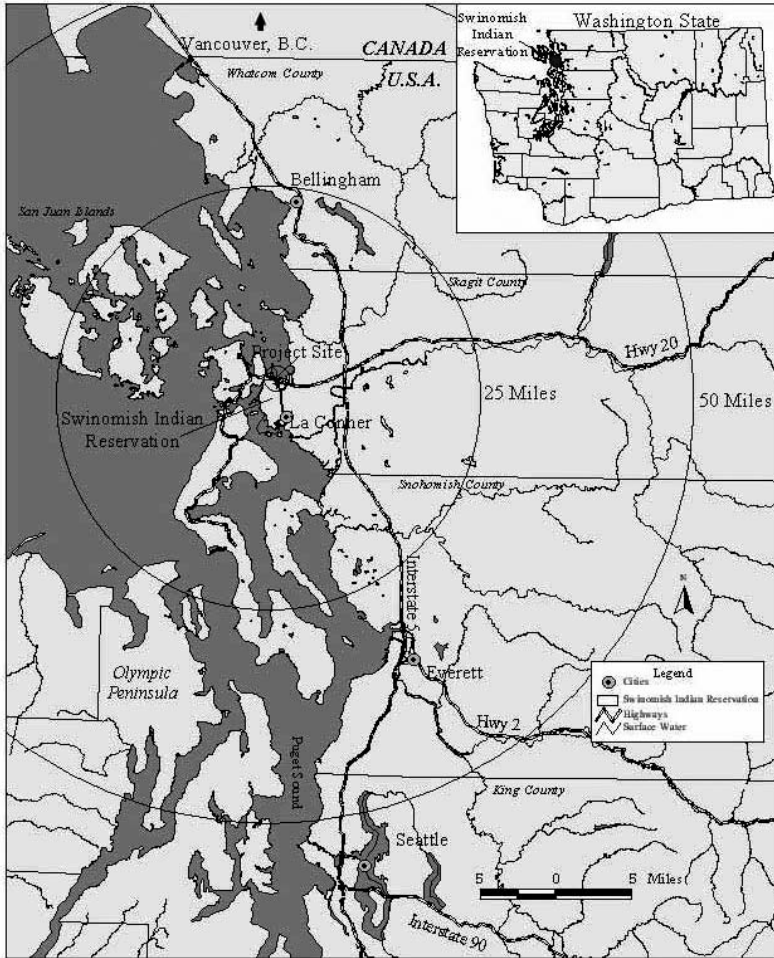 Vancouver, B.C.
CANADA
U.S.A.
Whatcom County
Swinomish
Indian
Reservation
Washington State
Bellingham
San Juan Islands
Skagit County
Hwy 20
Project Site
25 Miles
50 Miles
Swinomish Indian
Reservation
La Conner
Snohomish County
Interstate 5
N
Olympic
Peninsula
Everett
Legend
Cities
Swinomish Indian Reservation
Highways
Surface Water
Hwy 2
Puget Sound
King County
Seattle
5 0 5 Miles
Interstate 90